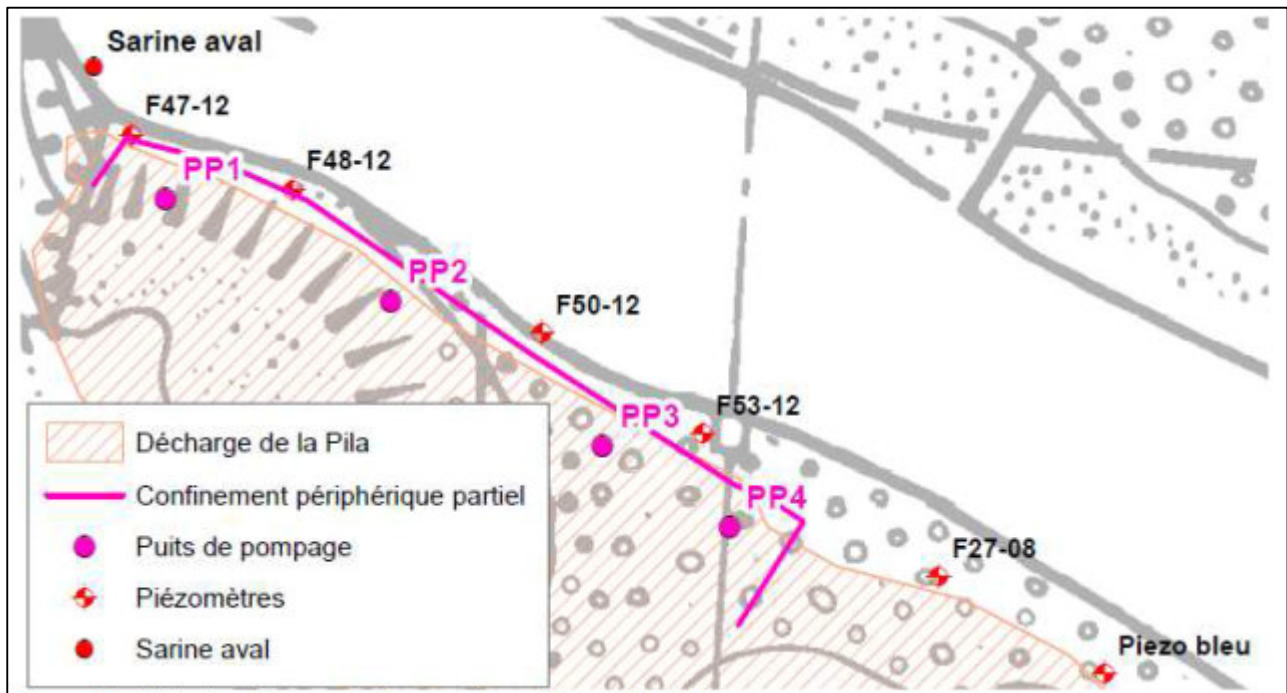 Sarine aval
F47-12
PP1
F48-12
PP2
F50-12
PP3
F53-12
PP4
F27-08
Piezo bleu
Décharge de la Pila
Confinement périphérique partiel
Puits de pompage
Piézomètres
Sarine aval